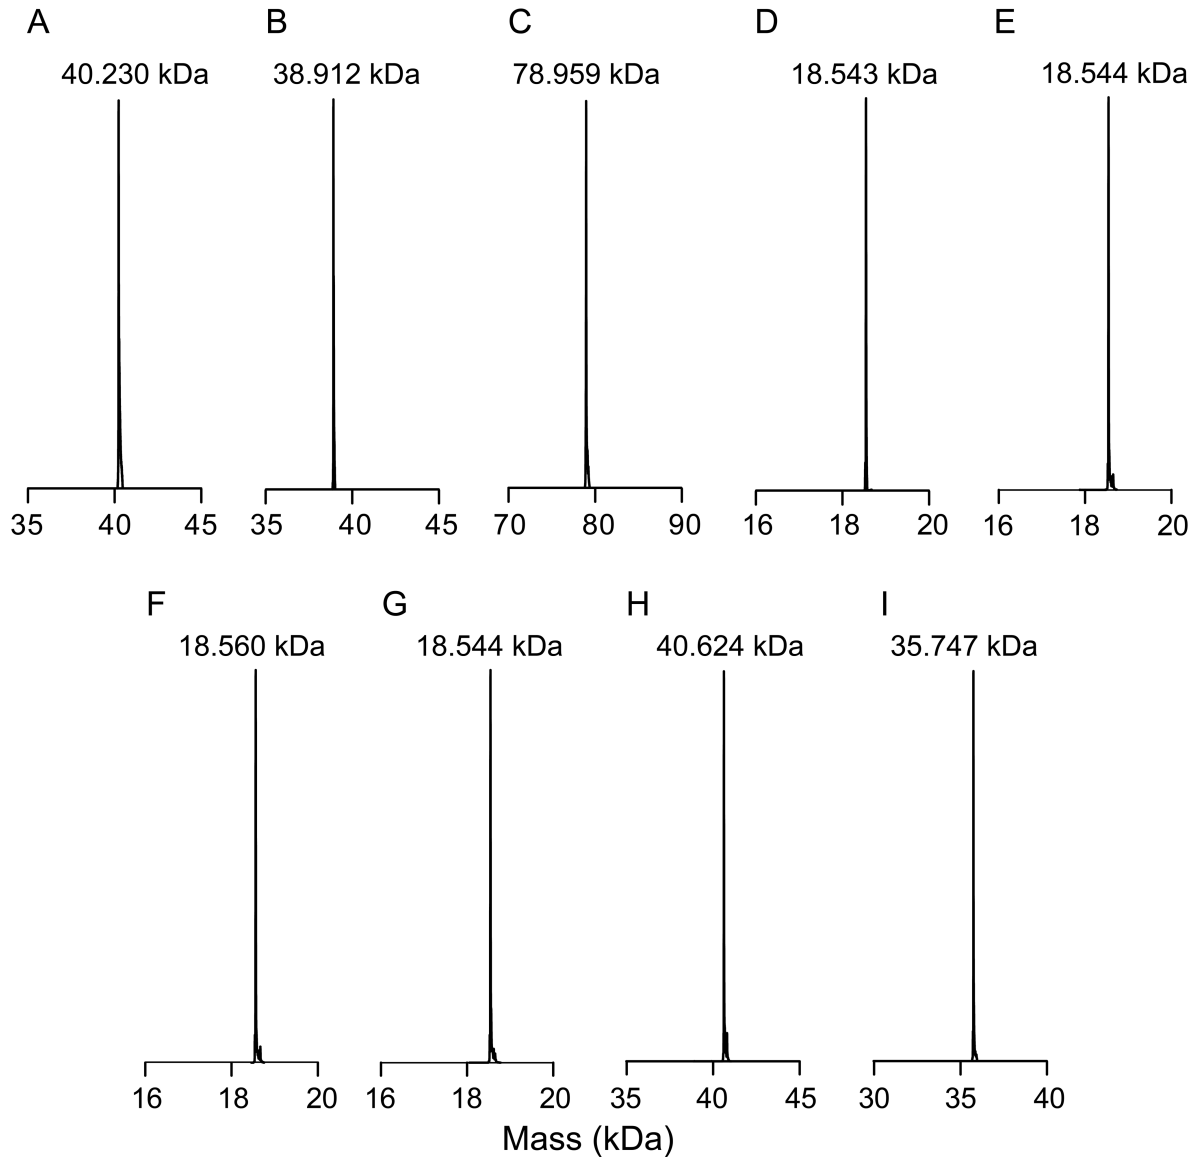 A B C D E
40.230 kDa 38.912 kDa 78.959 kDa 18.543 kDa 18.544 kDa
35 40 45 35 40 45 70 80 90 16 18 20 16 18 20
F G H I
18.560 kDa 18.544 kDa 40.624 kDa 35.747 kDa
16 18 20 16 18 20 35 40 45 30 35 40
Mass (kDa)